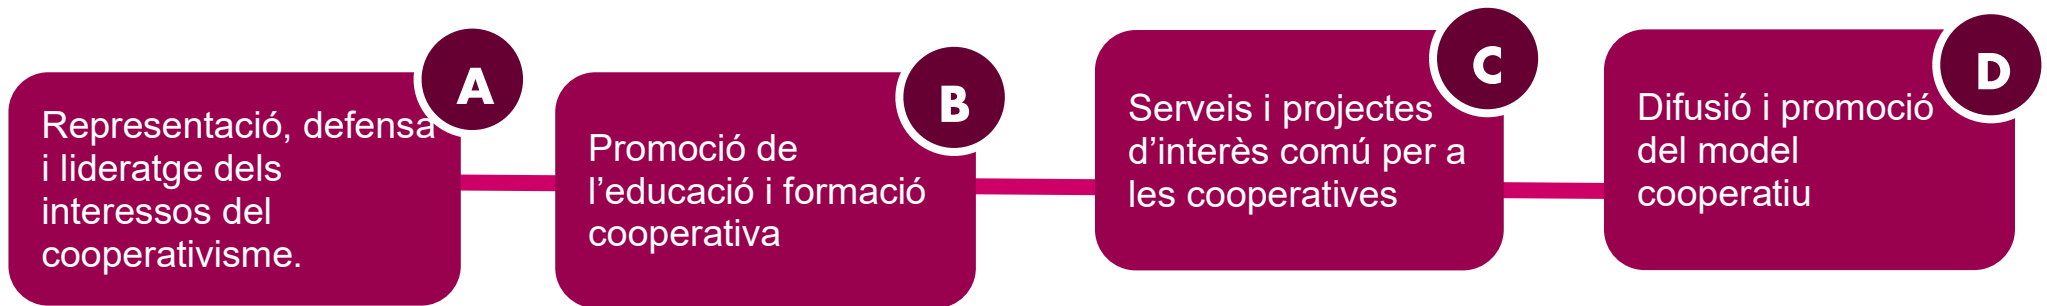 A
Representació, defensa
i lideratge dels
interessos del
cooperativisme.
B
Promoció de
l’educació i formació
cooperativa
C
Serveis i projectes
d’interès comú per a
les cooperatives
D
Difusió i promoció
del model
cooperatiu